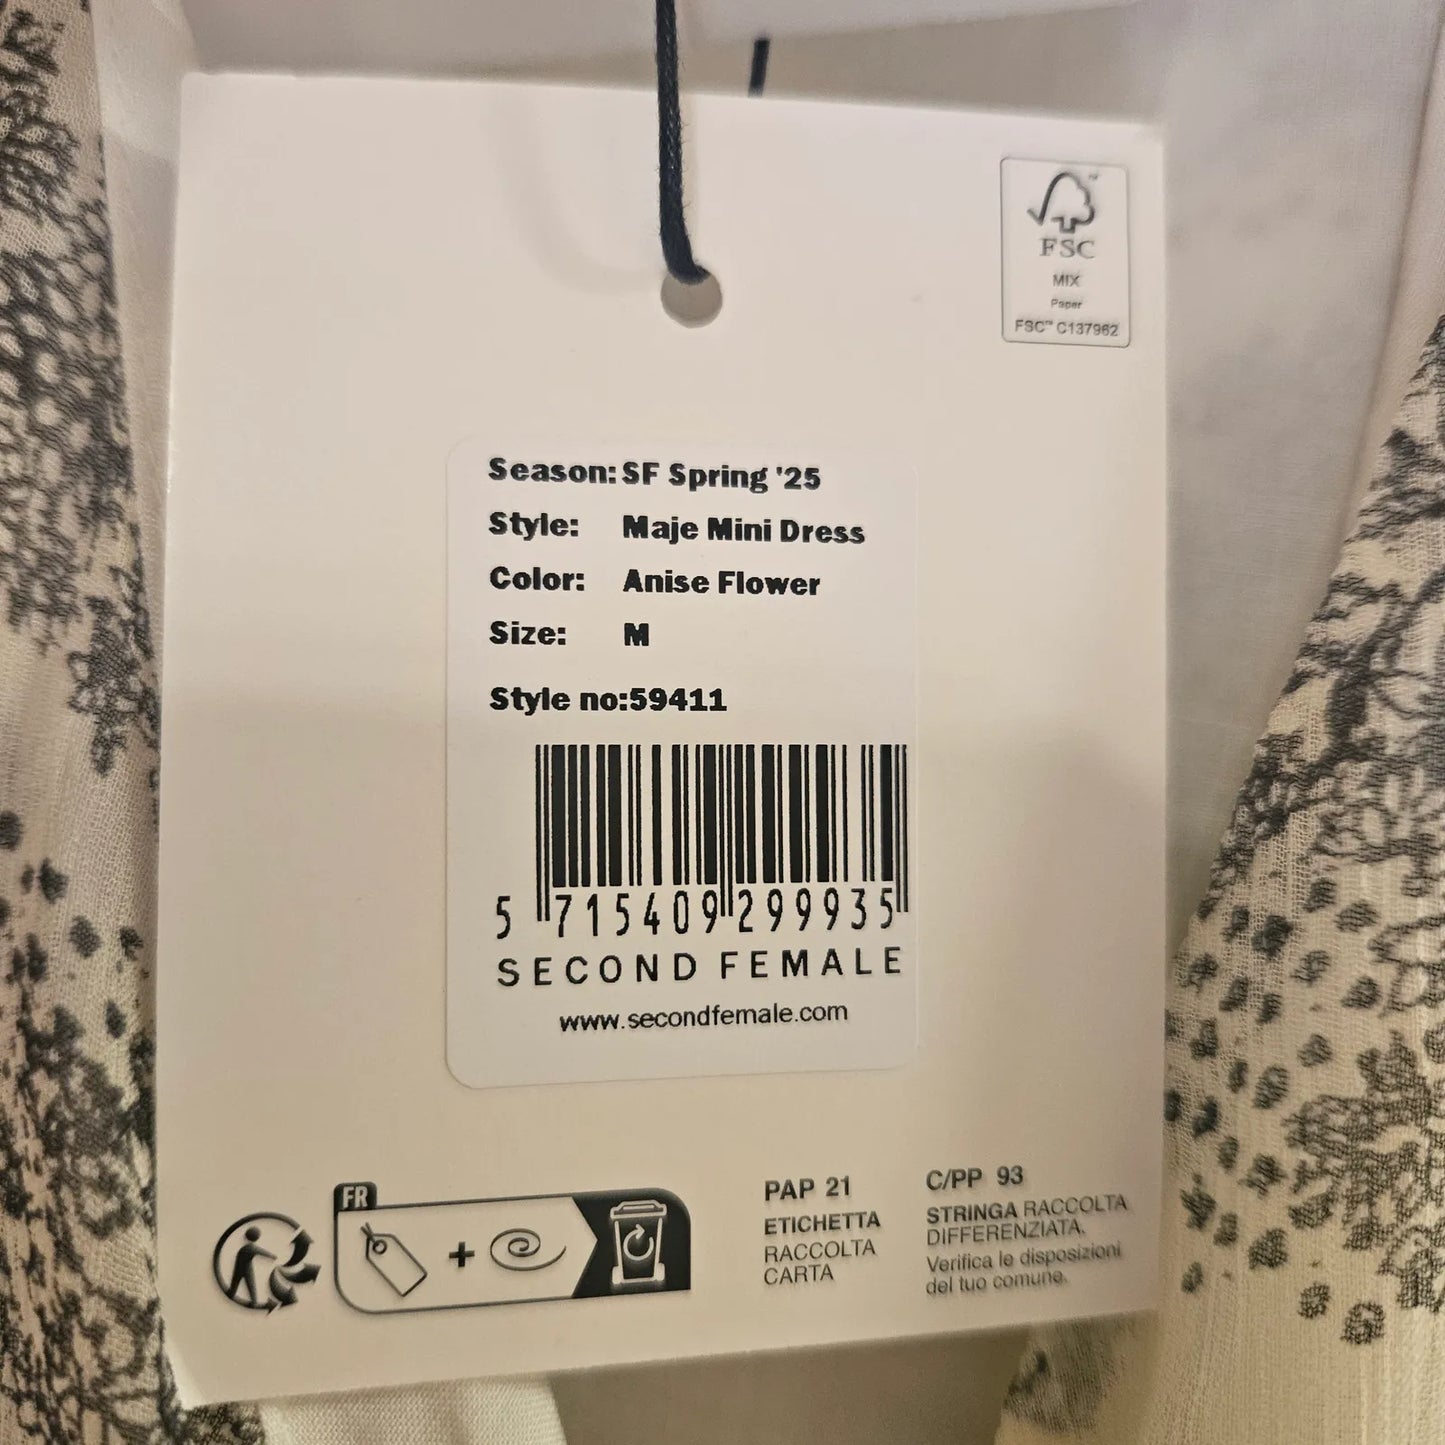 FSC
MIX
Paper
FSC™ C137962
Season: SF Spring '25
Style: Maje Mini Dress
Color: Anise Flower
Size: M
Style no:59411
5 715409 299935
SECOND FEMALE
www.secondfemale.com
FR
+
PAP 21
ETICHETTA
RACCOLTA
CARTA
C/PP 93
STRINGA RACCOLTA
DIFFERENZIATA.
Verifica le disposizioni
del tuo comune.